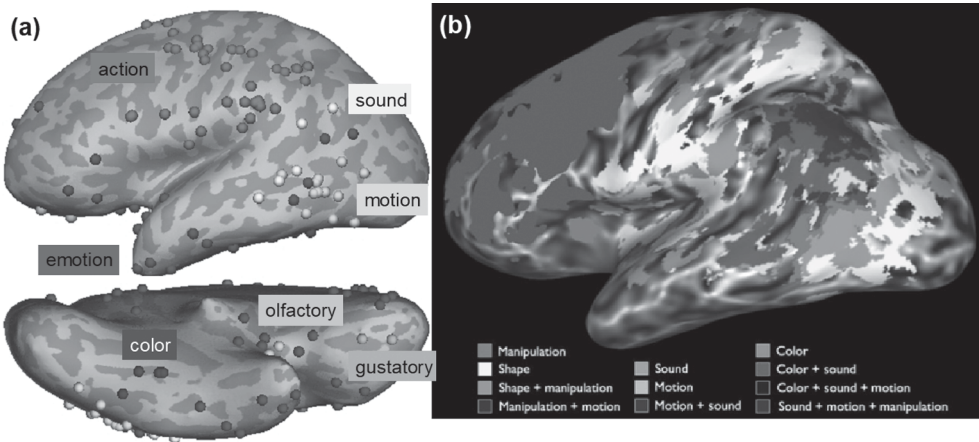 (a)
action
sound
motion
emotion
olfactory
color
gustatory
(b)
Manipulation
Shape
Shape + manipulation
Manipulation + motion
Sound
Motion
Motion + sound
Color
Color + sound
Color + sound + motion
Sound + motion + manipulation